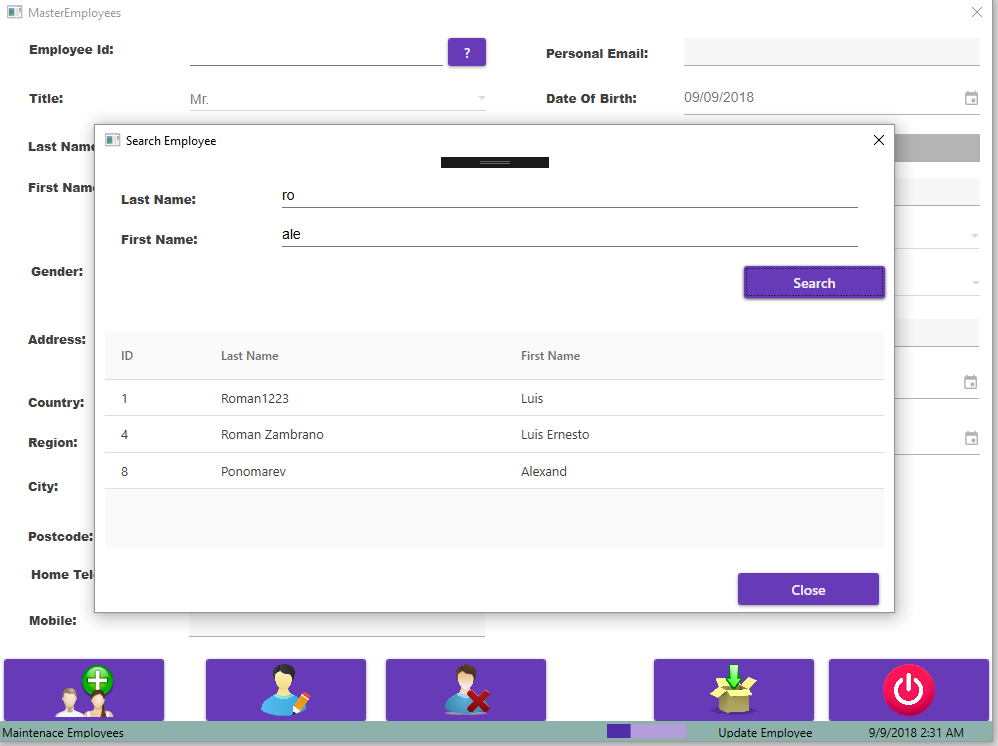 MasterEmployees
Employee Id:
?
Personal Email:
Title:
Mr.
Date Of Birth:
09/09/2018
Last Name
First Nam
Gender:
Address:
Country:
Region:
City:
Postcode:
Home Tel
Mobile:
Search Employee
Last Name:
ro
First Name:
ale
Search
ID Last Name First Name
1 Roman1223 Luis
4 Roman Zambrano Luis Ernesto
8 Ponomarev Alexand
Close
Maintenace Employees
Update Employee
9/9/2018 2:31 AM